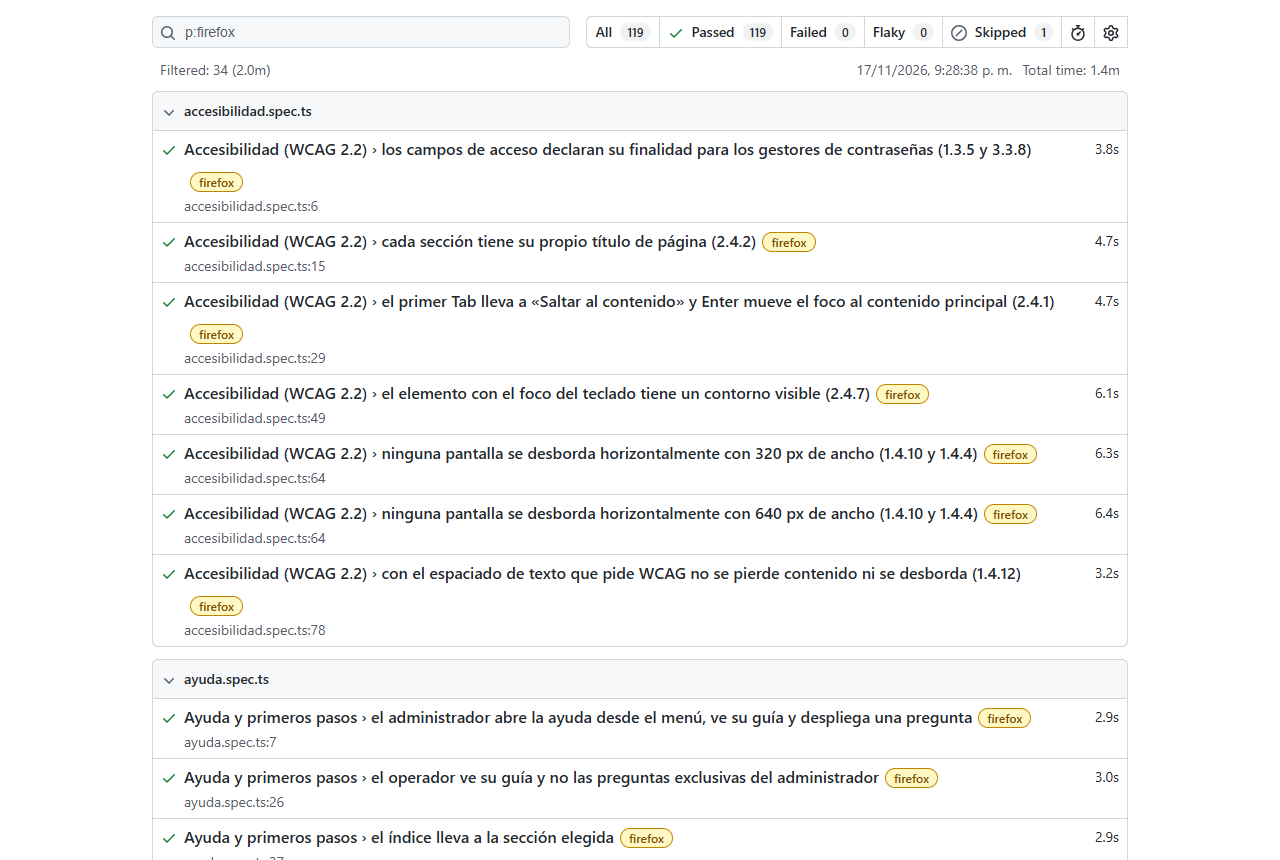 p:firefox
All 119 Passed 119 Failed 0 Flaky 0 Skipped 1
Filtered: 34 (2.0m) 17/11/2026, 9:28:38 p. m. Total time: 1.4m
accesibilidad.spec.ts
Accesibilidad (WCAG 2.2) › los campos de acceso declaran su finalidad para los gestores de contraseñas (1.3.5 y 3.3.8) 3.8s
firefox
accesibilidad.spec.ts:6
Accesibilidad (WCAG 2.2) › cada sección tiene su propio título de página (2.4.2) firefox 4.7s
accesibilidad.spec.ts:15
Accesibilidad (WCAG 2.2) › el primer Tab lleva a «Saltar al contenido» y Enter mueve el foco al contenido principal (2.4.1) 4.7s
firefox
accesibilidad.spec.ts:29
Accesibilidad (WCAG 2.2) › el elemento con el foco del teclado tiene un contorno visible (2.4.7) firefox 6.1s
accesibilidad.spec.ts:49
Accesibilidad (WCAG 2.2) › ninguna pantalla se desborda horizontalmente con 320 px de ancho (1.4.10 y 1.4.4) firefox 6.3s
accesibilidad.spec.ts:64
Accesibilidad (WCAG 2.2) › ninguna pantalla se desborda horizontalmente con 640 px de ancho (1.4.10 y 1.4.4) firefox 6.4s
accesibilidad.spec.ts:64
Accesibilidad (WCAG 2.2) › con el espaciado de texto que pide WCAG no se pierde contenido ni se desborda (1.4.12) 3.2s
firefox
accesibilidad.spec.ts:78
ayuda.spec.ts
Ayuda y primeros pasos › el administrador abre la ayuda desde el menú, ve su guía y despliega una pregunta firefox 2.9s
ayuda.spec.ts:7
Ayuda y primeros pasos › el operador ve su guía y no las preguntas exclusivas del administrador firefox 3.0s
ayuda.spec.ts:26
Ayuda y primeros pasos › el índice lleva a la sección elegida firefox 2.9s